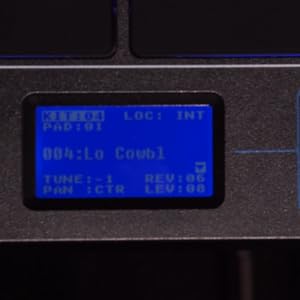 KIT:04 LOC: INT
PAD:01
004:Lo Cowbl
TUNE:-1 REV:06
PAN :CTR LEV:08